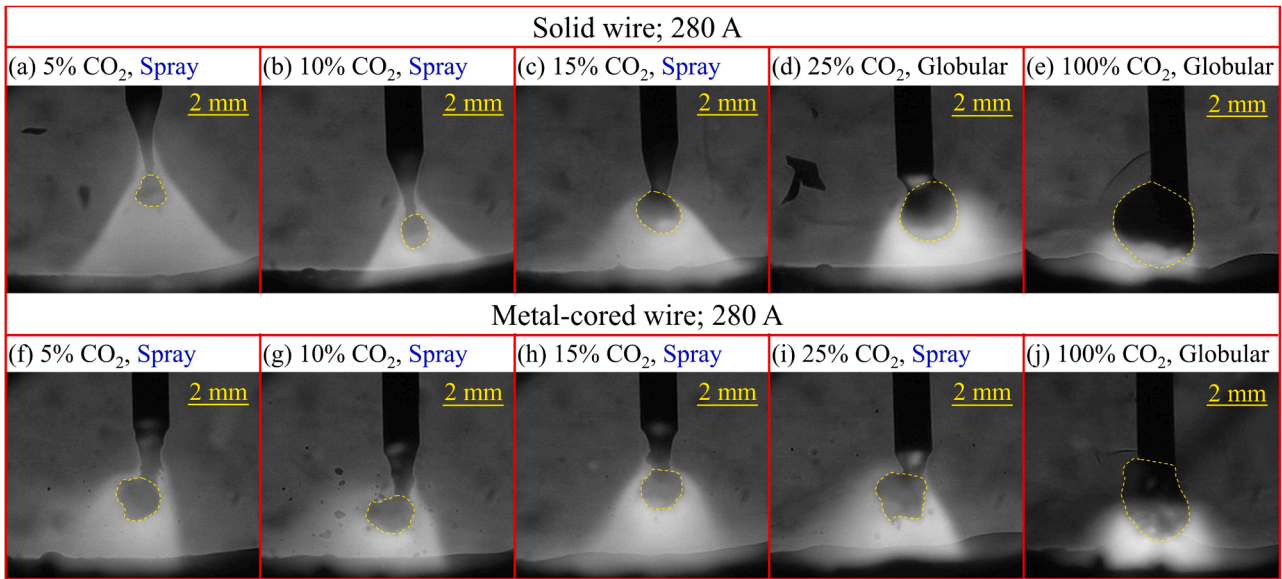 Solid wire; 280 A
(a) 5% CO₂, Spray
(b) 10% CO₂, Spray
(c) 15% CO₂, Spray
(d) 25% CO₂, Globular
(e) 100% CO₂, Globular
2 mm
2 mm
2 mm
2 mm
2 mm
Metal-cored wire; 280 A
(f) 5% CO₂, Spray
(g) 10% CO₂, Spray
(h) 15% CO₂, Spray
(i) 25% CO₂, Spray
(j) 100% CO₂, Globular
2 mm
2 mm
2 mm
2 mm
2 mm